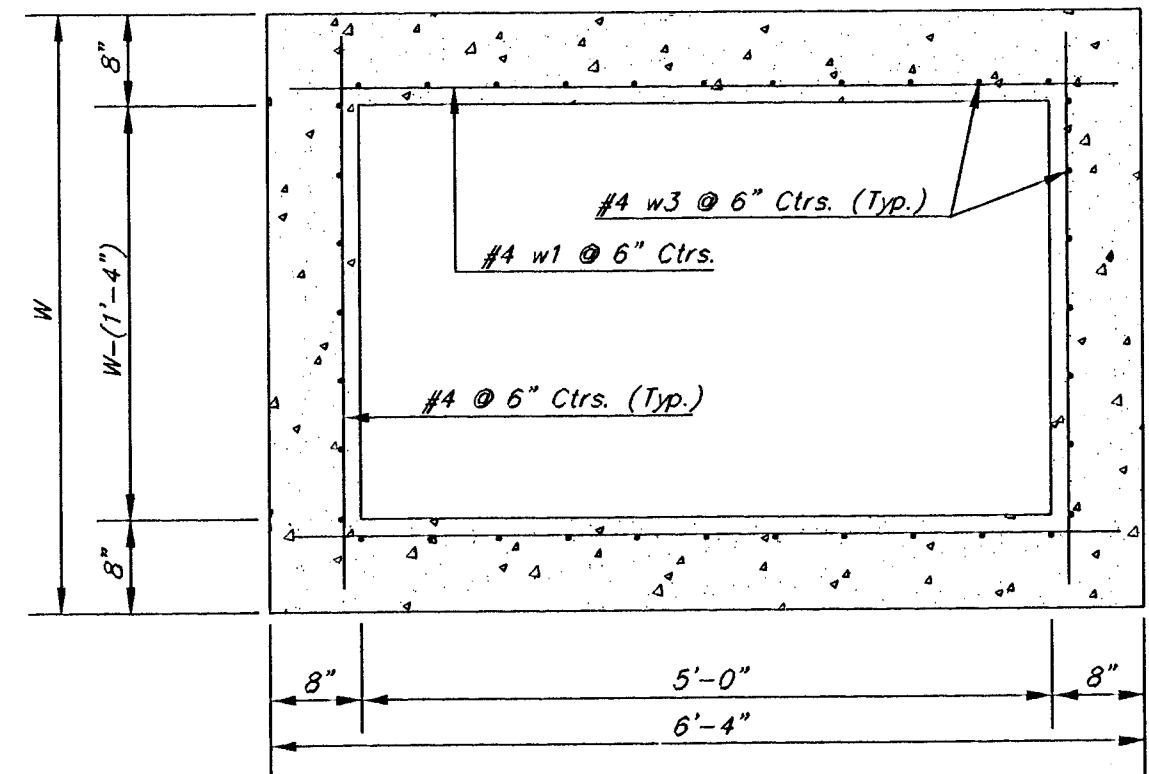 8"
W
W-(1'-4")
8"
#4 w3 @ 6" Ctrs. (Typ.)
#4 w1 @ 6" Ctrs.
#4 @ 6" Ctrs. (Typ.)
8"
5'-0"
8"
6'-4"